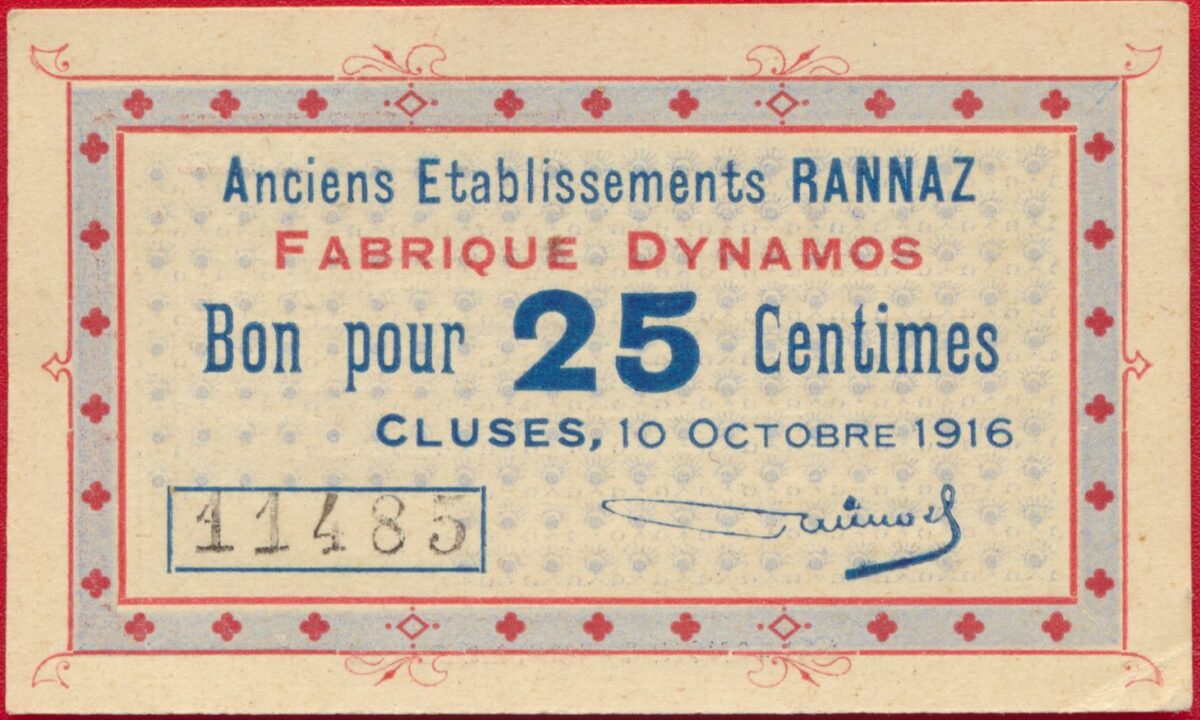 Anciens Etablissements RANNAZ
FABRIQUE DYNAMOS
Bon pour 25 Centimes
CLUSES, 10 OCTOBRE 1916
11485